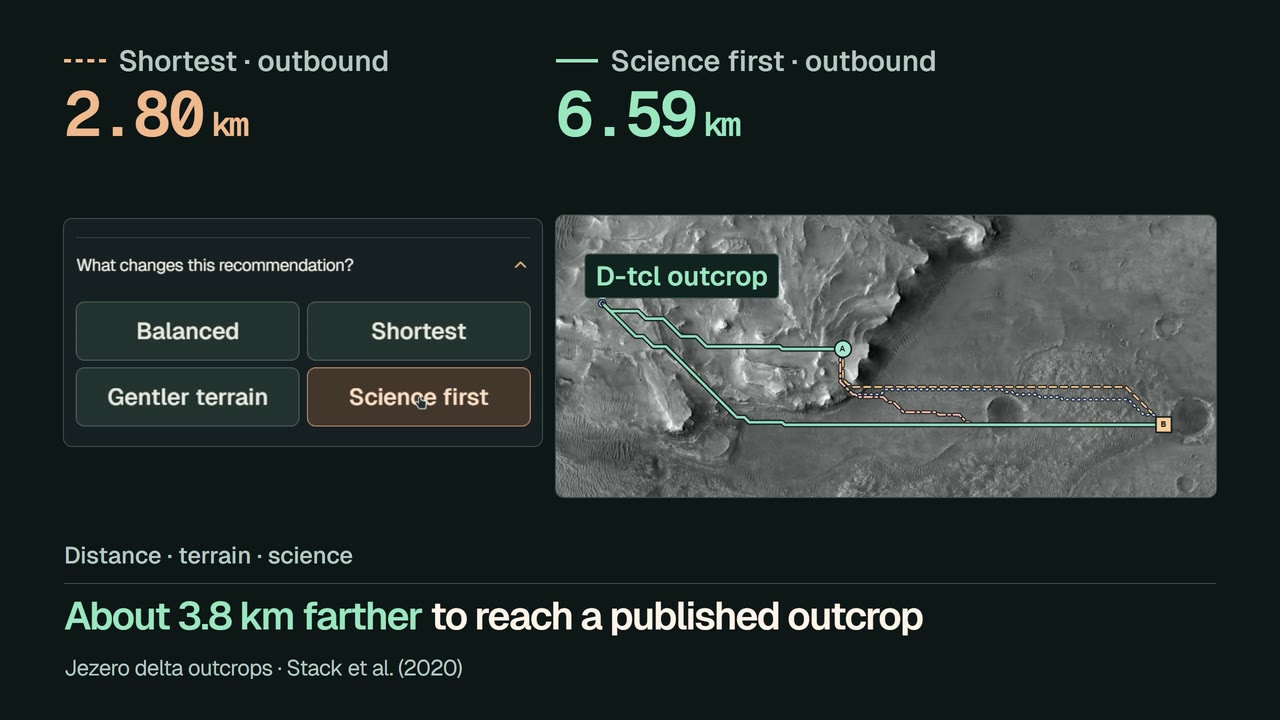 Shortest · outbound
2.80 km
Science first · outbound
6.59 km
What changes this recommendation?
Balanced
Shortest
Gentler terrain
Science first
D-tcl outcrop
A
B
Distance · terrain · science
About 3.8 km farther to reach a published outcrop
Jezero delta outcrops · Stack et al. (2020)